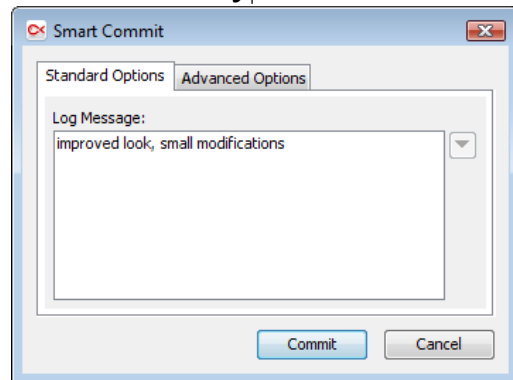 Smart Commit
Standard Options Advanced Options
Log Message:
improved look, small modifications
Commit Cancel